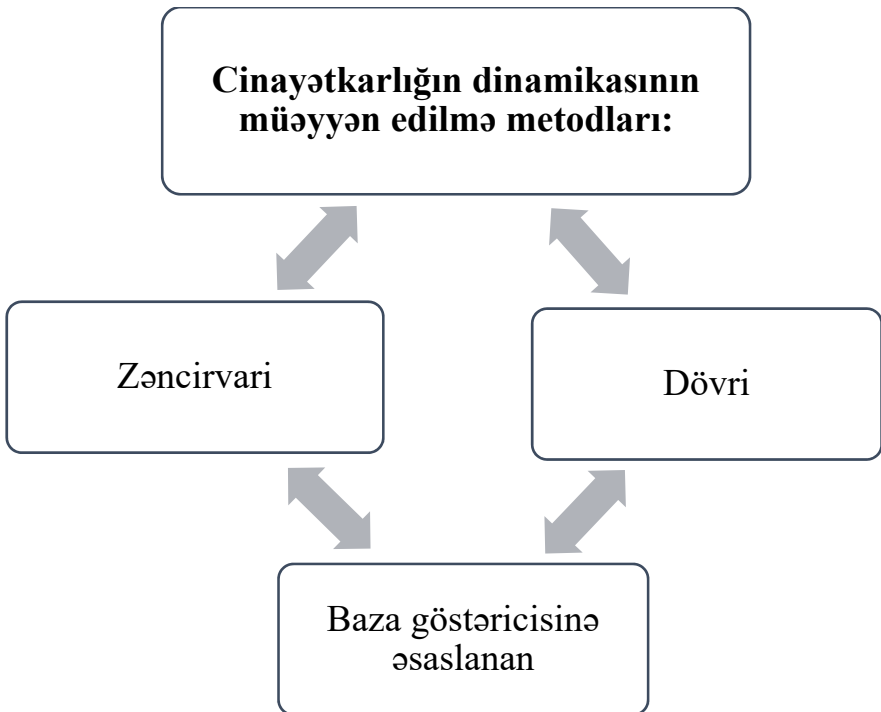 Cinayətkarlığın dinamikasının
müəyyən edilmə metodları:
Zəncirvari
Dövri
Baza göstəricisinə
əsaslanan